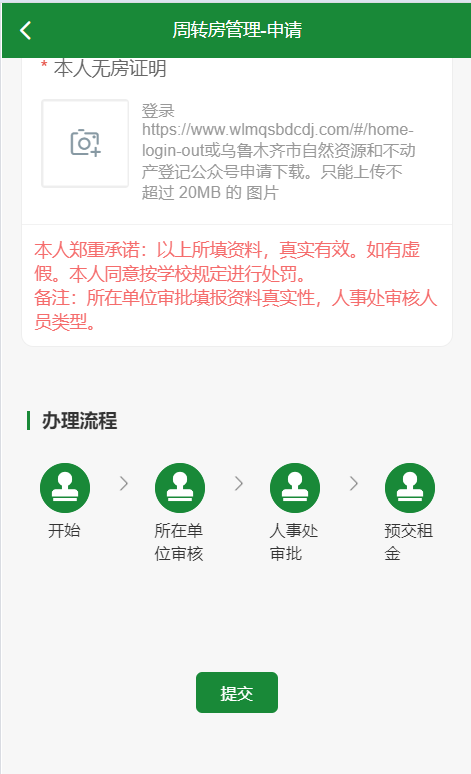 周转房管理-申请
* 本人无房证明
登录
https://www.wlmqsbdcdj.com/#/home-
login-out或乌鲁木齐市自然资源和不动
产登记公众号申请下载。只能上传不
超过 20MB 的 图片
本人郑重承诺：以上所填资料，真实有效。如有虚
假。本人同意按学校规定进行处罚。
备注：所在单位审批填报资料真实性，人事处审核人
员类型。
办理流程
开始
所在单
位审核
人事处
审批
预交租
金
提交